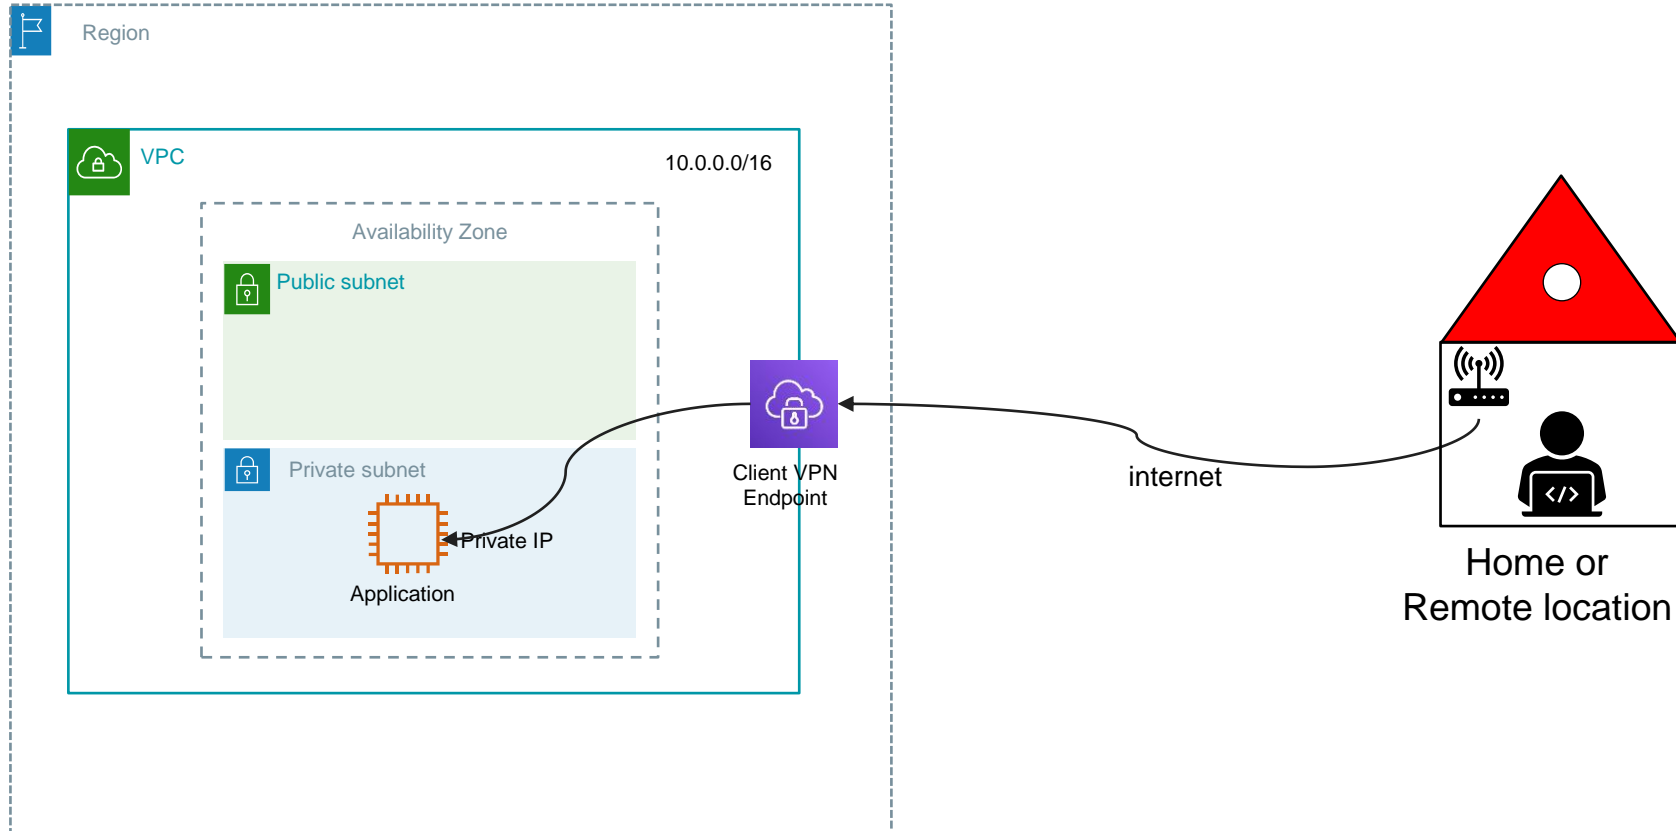 Region
VPC
10.0.0.0/16
Availability Zone
Public subnet
Private subnet
Private IP
Application
Client VPN
Endpoint
internet
</>
Home or
Remote location